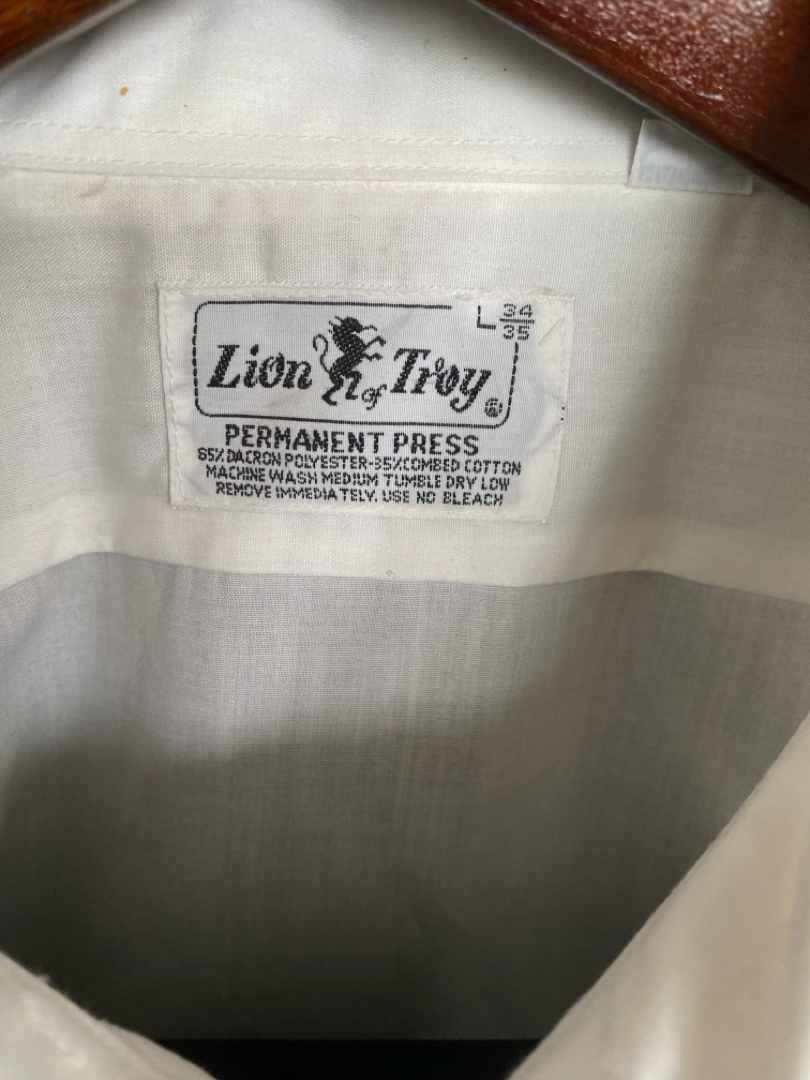 L 34
35
Lion of Troy ®
PERMANENT PRESS
65% DACRON POLYESTER-35% COMBED COTTON
MACHINE WASH MEDIUM TUMBLE DRY LOW
REMOVE IMMEDIATELY. USE NO BLEACH